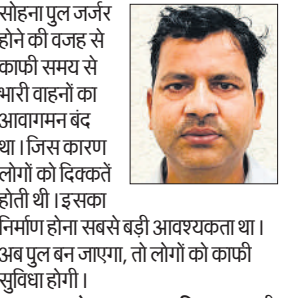 सोहना पुल जर्जर
होने की वजह से
काफी समय से
भारी वाहनों का
आवागमन बंद
था । जिस कारण
लोगों को दिक्कतें
होती थी । इसका
निर्माण होना सबसे बड़ी आवश्यकता था ।
अब पुल बन जाएगा, तो लोगों को काफी
सुविधा होगी ।